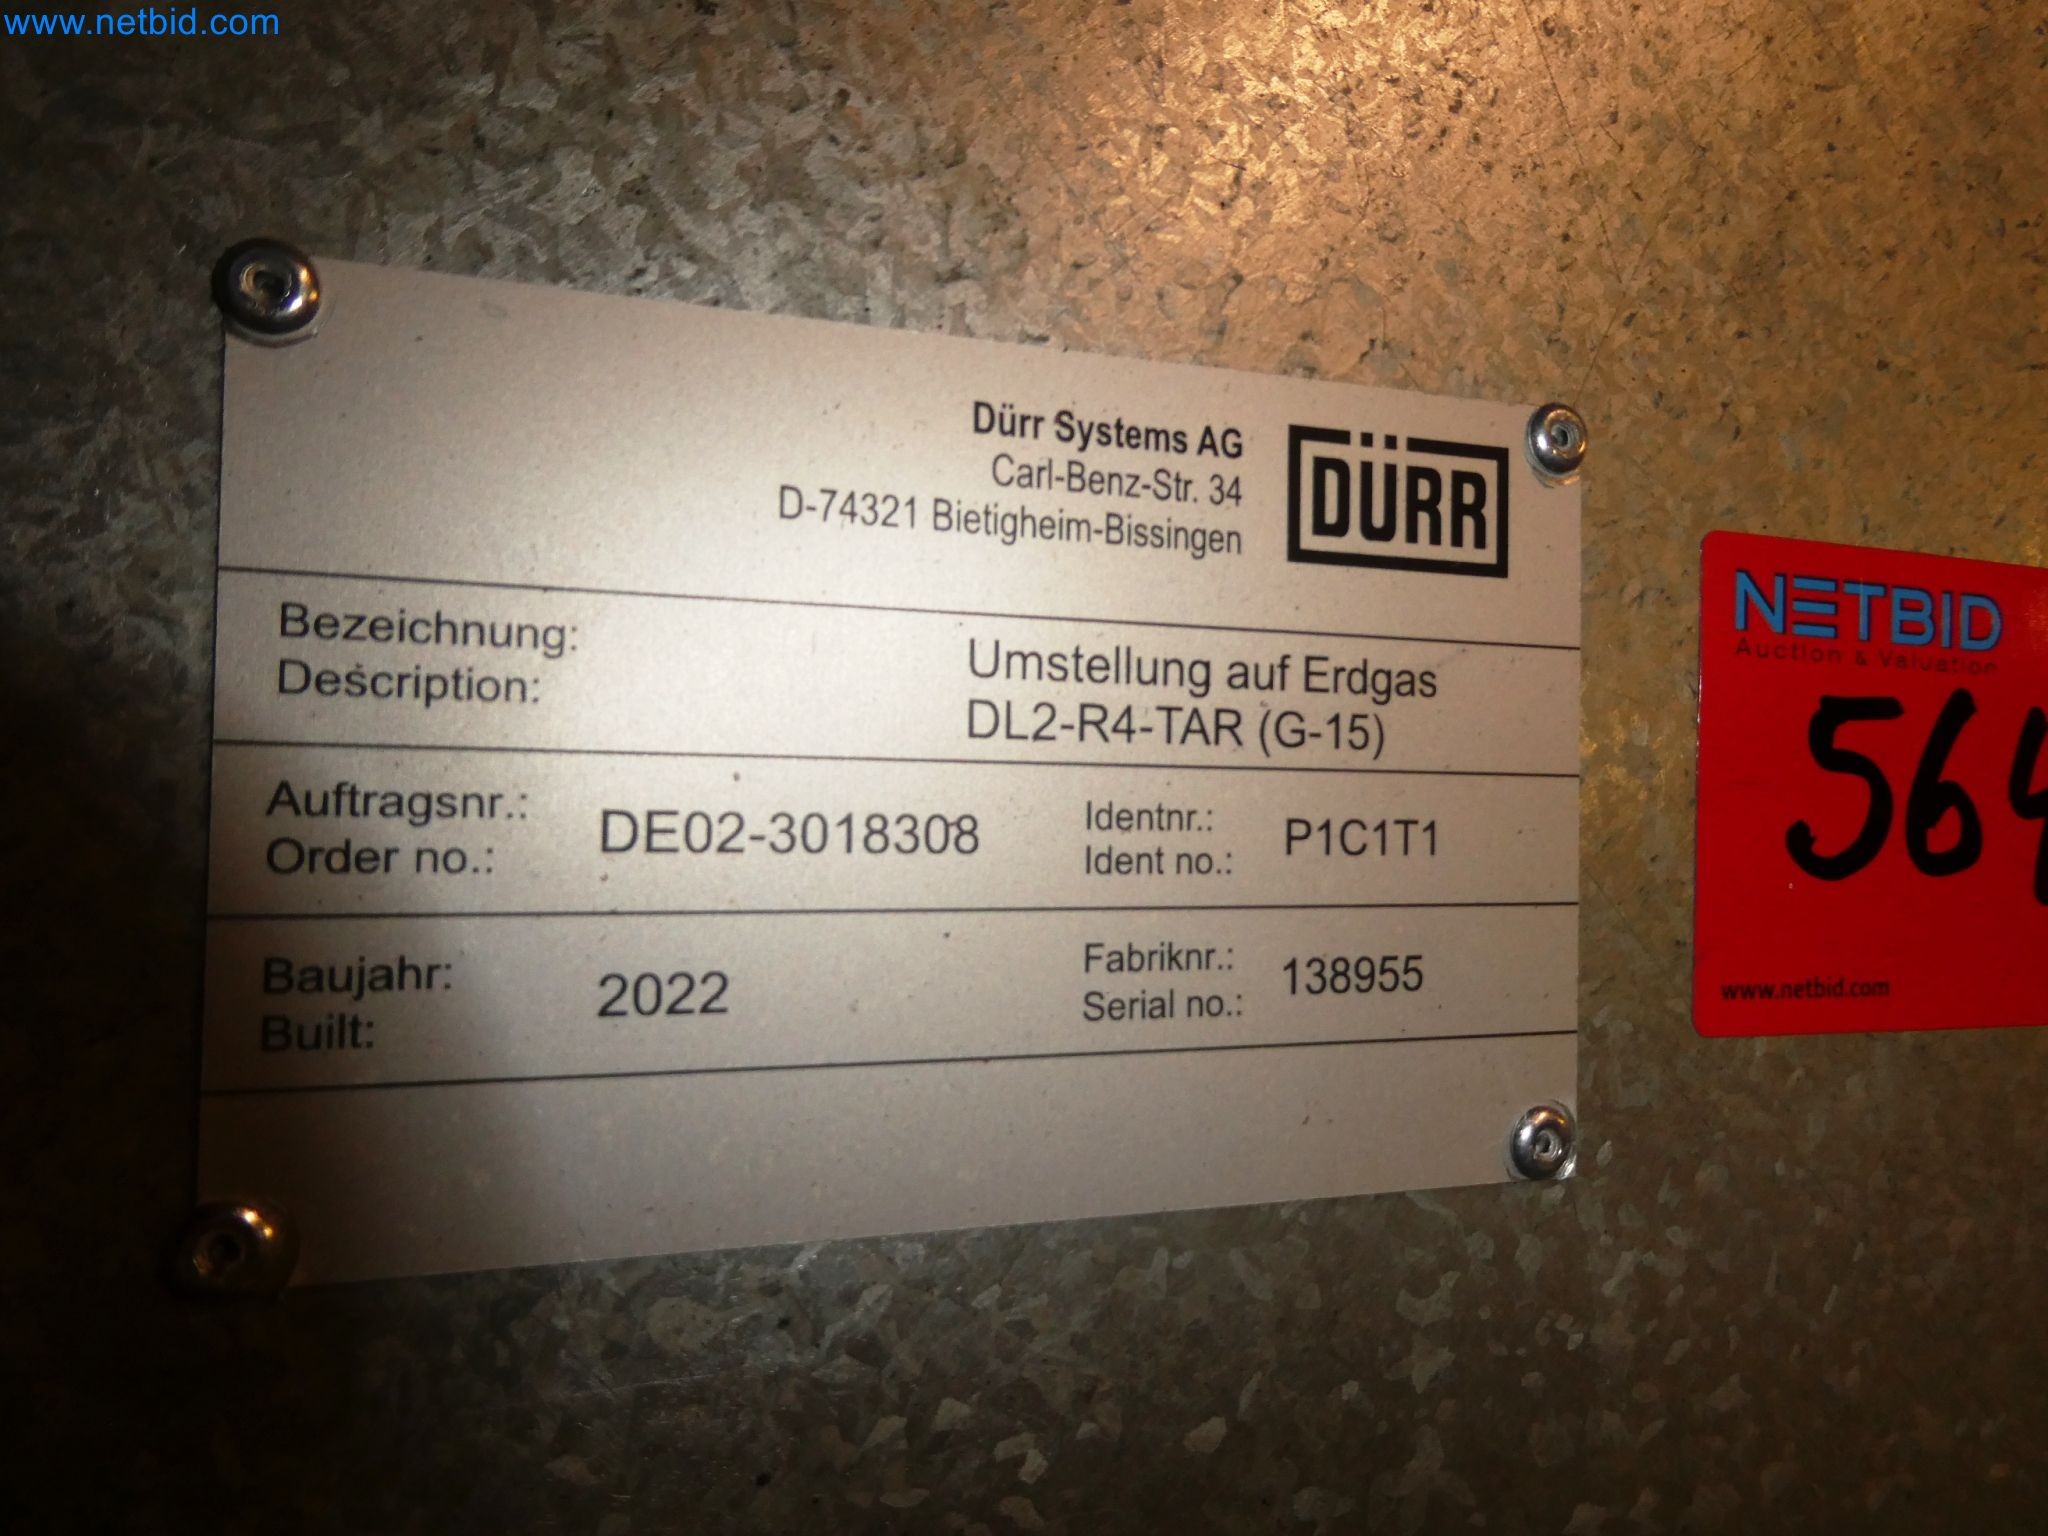 www.netbid.com
Dürr Systems AG
Carl-Benz-Str. 34
D-74321 Bietigheim-Bissingen
DÜRR
Bezeichnung:
Description:
Umstellung auf Erdgas
DL2-R4-TAR (G-15)
Auftragsnr.:
Order no.:
DE02-3018308
Identnr.:
Ident no.:
P1C1T1
Baujahr:
Built:
2022
Fabriknr.:
Serial no.:
138955
NETBID
Auction & Valuation
564
www.netbid.com